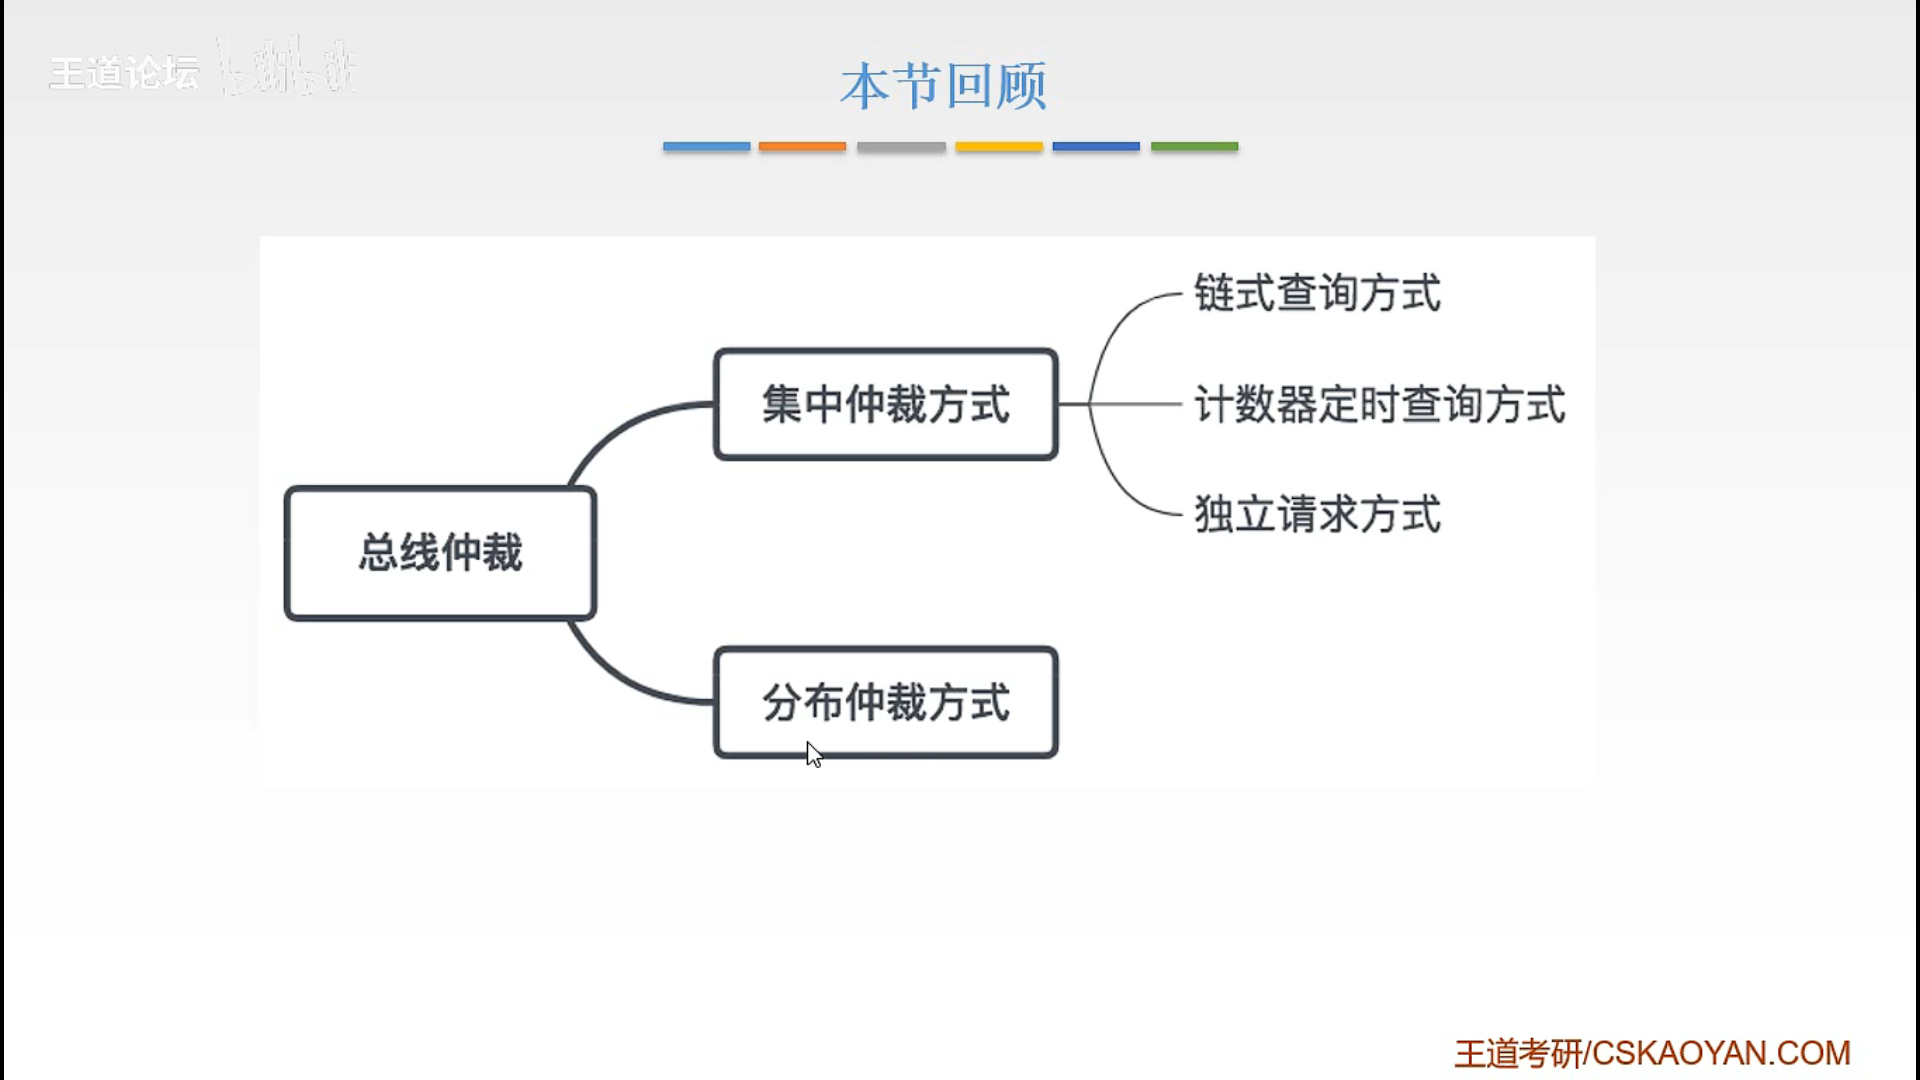 王道论坛 bilibili
本节回顾
链式查询方式
集中仲裁方式
计数器定时查询方式
独立请求方式
总线仲裁
分布仲裁方式
王道考研/CSKAOYAN.COM